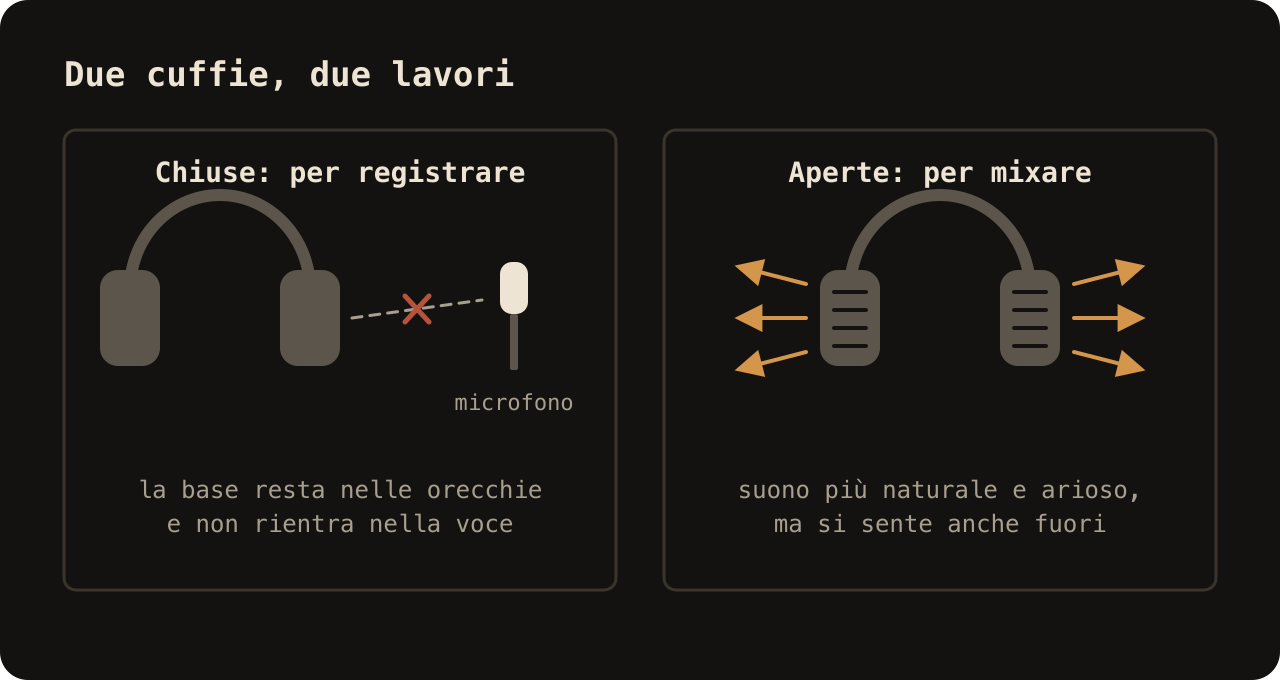 Due cuffie, due lavori
Chiuse: per registrare
microfono
la base resta nelle orecchie
e non rientra nella voce
Aperte: per mixare
suono più naturale e arioso,
ma si sente anche fuori